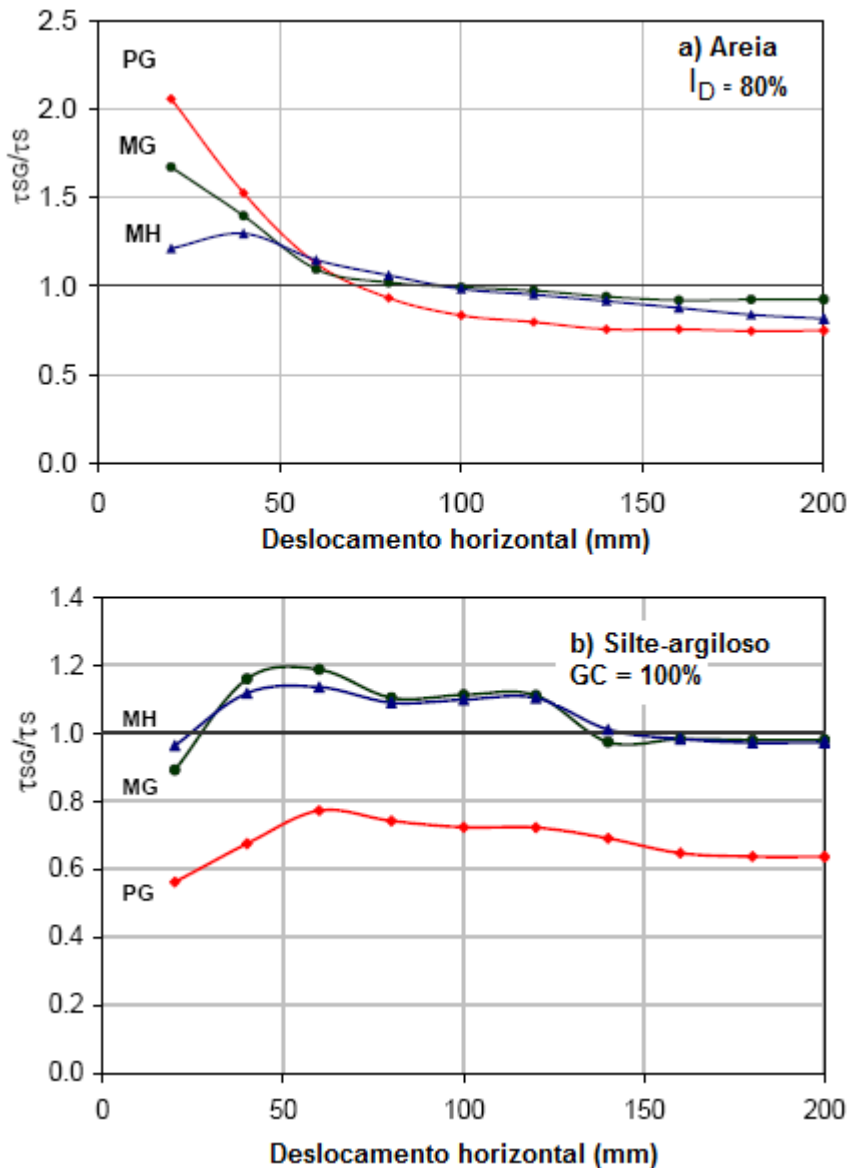 2.5
a) Areia
PG
I_D = 80%
2.0
MG
τSG/τS
1.5
MH
1.0
0.5
0.0
0 50 100 150 200
Deslocamento horizontal (mm)
1.4
b) Silte-argiloso
1.2
GC = 100%
MH
1.0
τSG/τS
MG
0.8
0.6
PG
0.4
0.2
0.0
0 50 100 150 200
Deslocamento horizontal (mm)